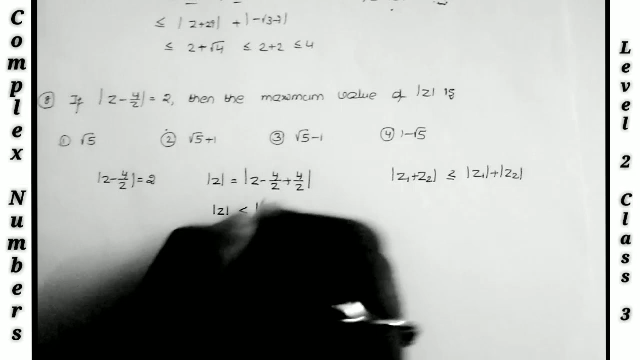 Complex Numbers
≤ | 2+2i | + |-√3-i|
≤ 2+√4 ≤ 2+2 ≤ 4
⑧ If |z-4/z|=2, then the maximum value of |z| is
① √5 ② √5+1 ③ √5-1 ④ 1-√5
|z-4/z|=2 |z| = |z-4/z+4/z| |z₁+z₂| ≤ |z₁|+|z₂|
|z| ≤ |
Level 2 Class 3